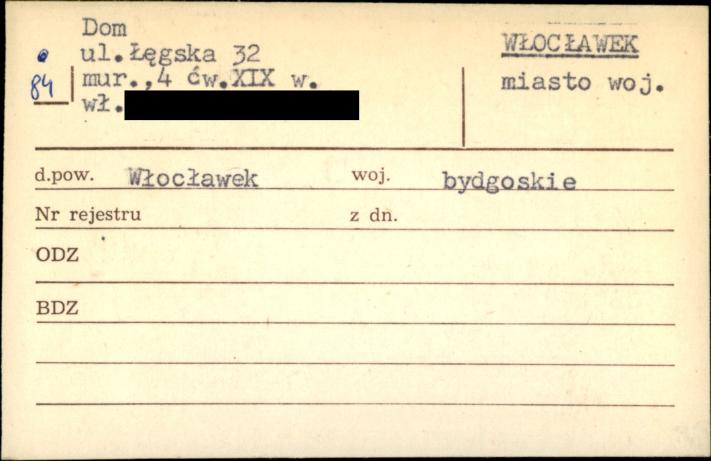 Dom
ul.Łęgska 32
mur.,4 ćw.XIX w.
wł.
84
WŁOCŁAWEK
miasto woj.
d.pow. Włocławek woj. bydgoskie
Nr rejestru z dn.
ODZ
BDZ